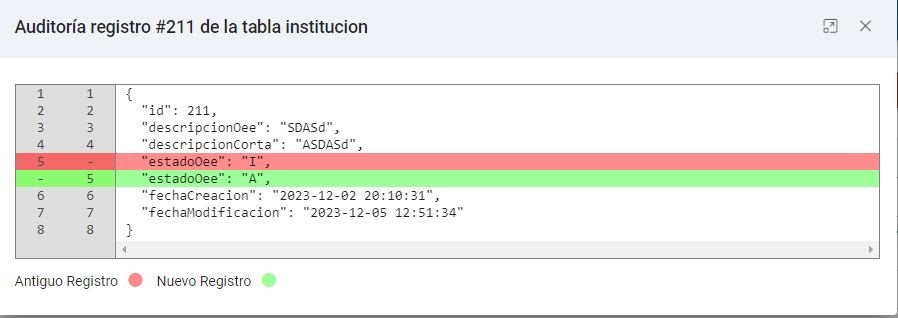 Auditoría registro #211 de la tabla institucion
1 1 {
2 2 "id": 211,
3 3 "descripcionOee": "SDASd",
4 4 "descripcionCorta": "ASDASd",
5 - "estadoOee": "I",
- 5 "estadoOee": "A",
6 6 "fechaCreacion": "2023-12-02 20:10:31",
7 7 "fechaModificacion": "2023-12-05 12:51:34"
8 8 }
Antiguo Registro Nuevo Registro